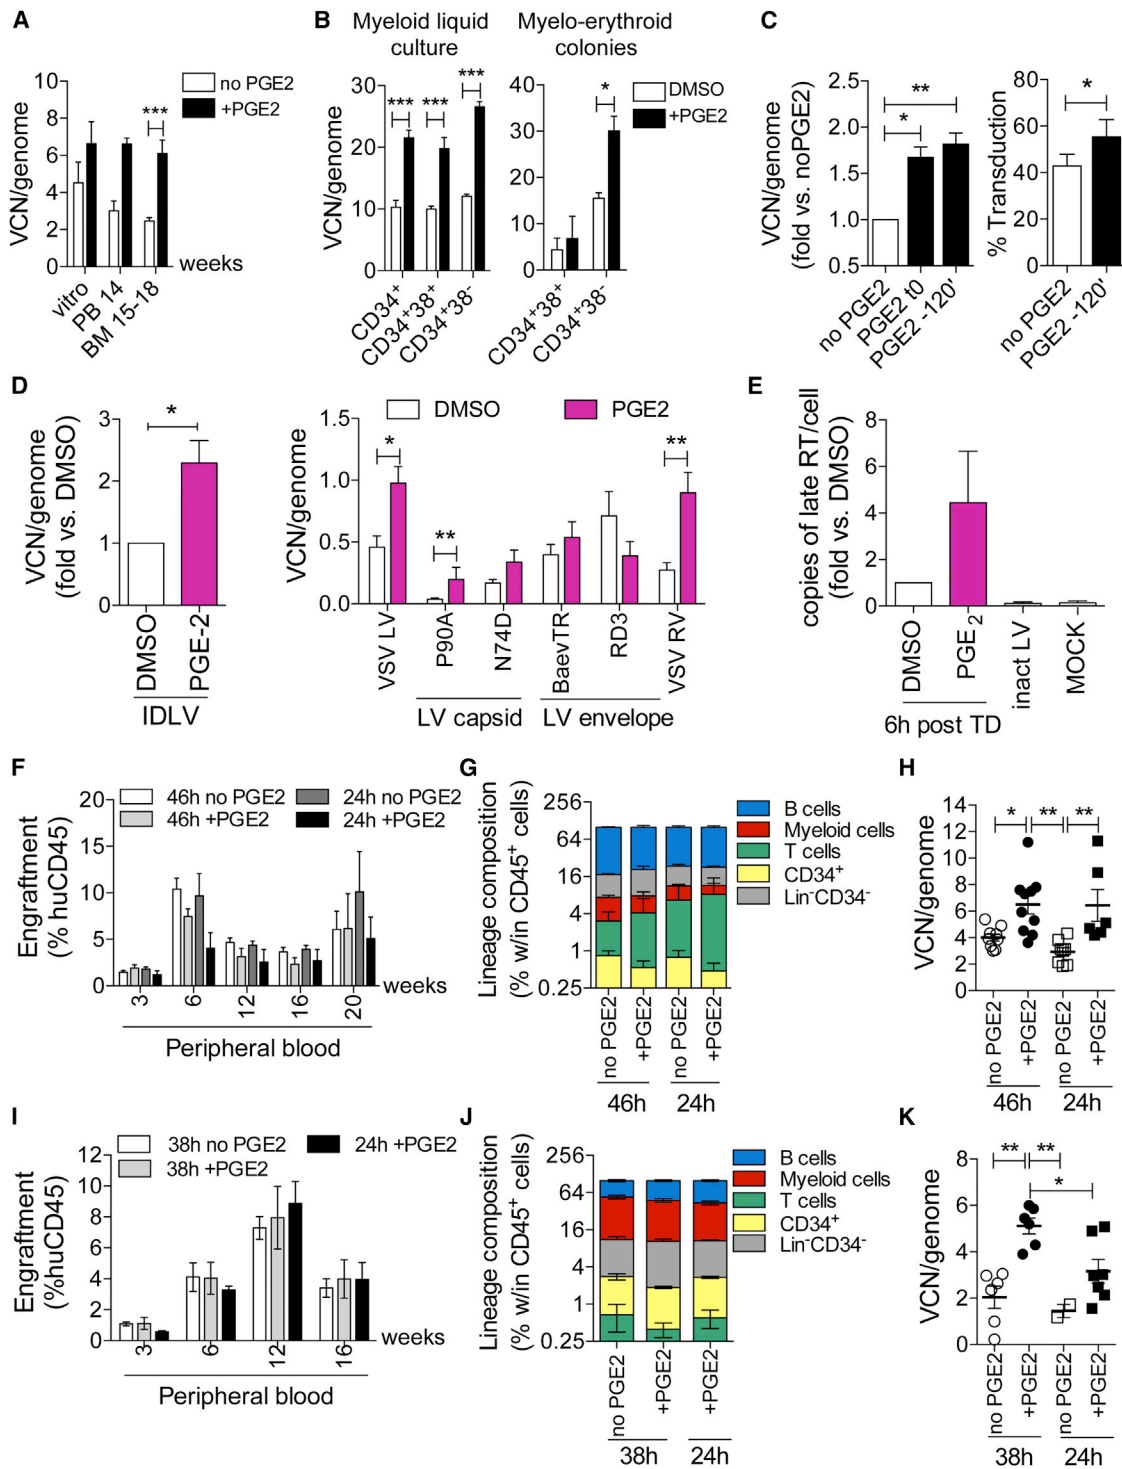 A
VCN/genome
10
8
6
4
2
0
no PGE2
+PGE2
***
vitro
PB 14
BM 15-18
weeks
B
Myeloid liquid
culture
VCN/genome
30
20
10
0
***
***
***
CD34+
CD34+38+
CD34+38-
Myelo-erythroid
colonies
40
30
20
10
0
*
DMSO
+PGE2
CD34+38+
CD34+38-
C
VCN/genome
(fold vs. noPGE2)
2.5
2.0
1.5
1.0
0.5
**
*
no PGE2
PGE2 t0
PGE2 -120'
% Transduction
80
60
40
20
0
*
no PGE2
PGE2 -120'
D
VCN/genome
(fold vs. DMSO)
3
2
1
0
*
DMSO
PGE-2
IDLV
DMSO
PGE2
VCN/genome
1.5
1.0
0.5
0.0
*
**
**
VSV LV
P90A
N74D
BaevTR
RD3
VSV RV
LV capsid
LV envelope
E
copies of late RT/cell
(fold vs. DMSO)
8
6
4
2
0
DMSO
PGE2
inact LV
MOCK
6h post TD
F
Engraftment
(% huCD45)
20
15
10
5
0
46h no PGE2
24h no PGE2
46h +PGE2
24h +PGE2
3
6
12
16
20
weeks
Peripheral blood
G
Lineage composition
(% w/in CD45+ cells)
256
64
16
4
1
0.25
B cells
Myeloid cells
T cells
CD34+
Lin-CD34-
no PGE2
+PGE2
no PGE2
+PGE2
46h
24h
H
VCN/genome
14
12
10
8
6
4
2
0
*
**
**
no PGE2
+PGE2
no PGE2
+PGE2
46h
24h
I
Engraftment
(%huCD45)
12
10
8
6
4
2
0
38h no PGE2
24h +PGE2
38h +PGE2
3
6
12
16
weeks
Peripheral blood
J
Lineage composition
(% w/in CD45+ cells)
256
64
16
4
1
0.25
B cells
Myeloid cells
T cells
CD34+
Lin-CD34-
no PGE2
+PGE2
+PGE2
38h
24h
K
VCN/genome
8
6
4
2
0
**
**
*
no PGE2
+PGE2
no PGE2
+PGE2
38h
24h